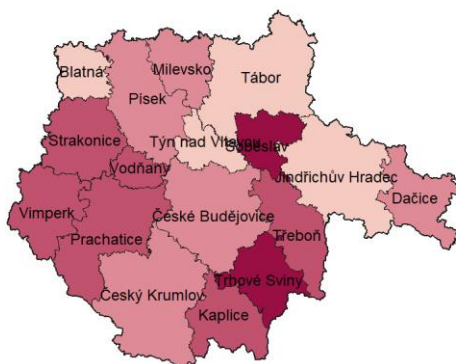 Milevsko
Blatná
Tábor
Písek
Týn nad Vltavou
Soběslav
Strakonice
Vodňany
Jindřichův Hradec
Dačice
Vimperk
České Budějovice
Třeboň
Prachatice
Trhové Sviny
Český Krumlov
Kaplice